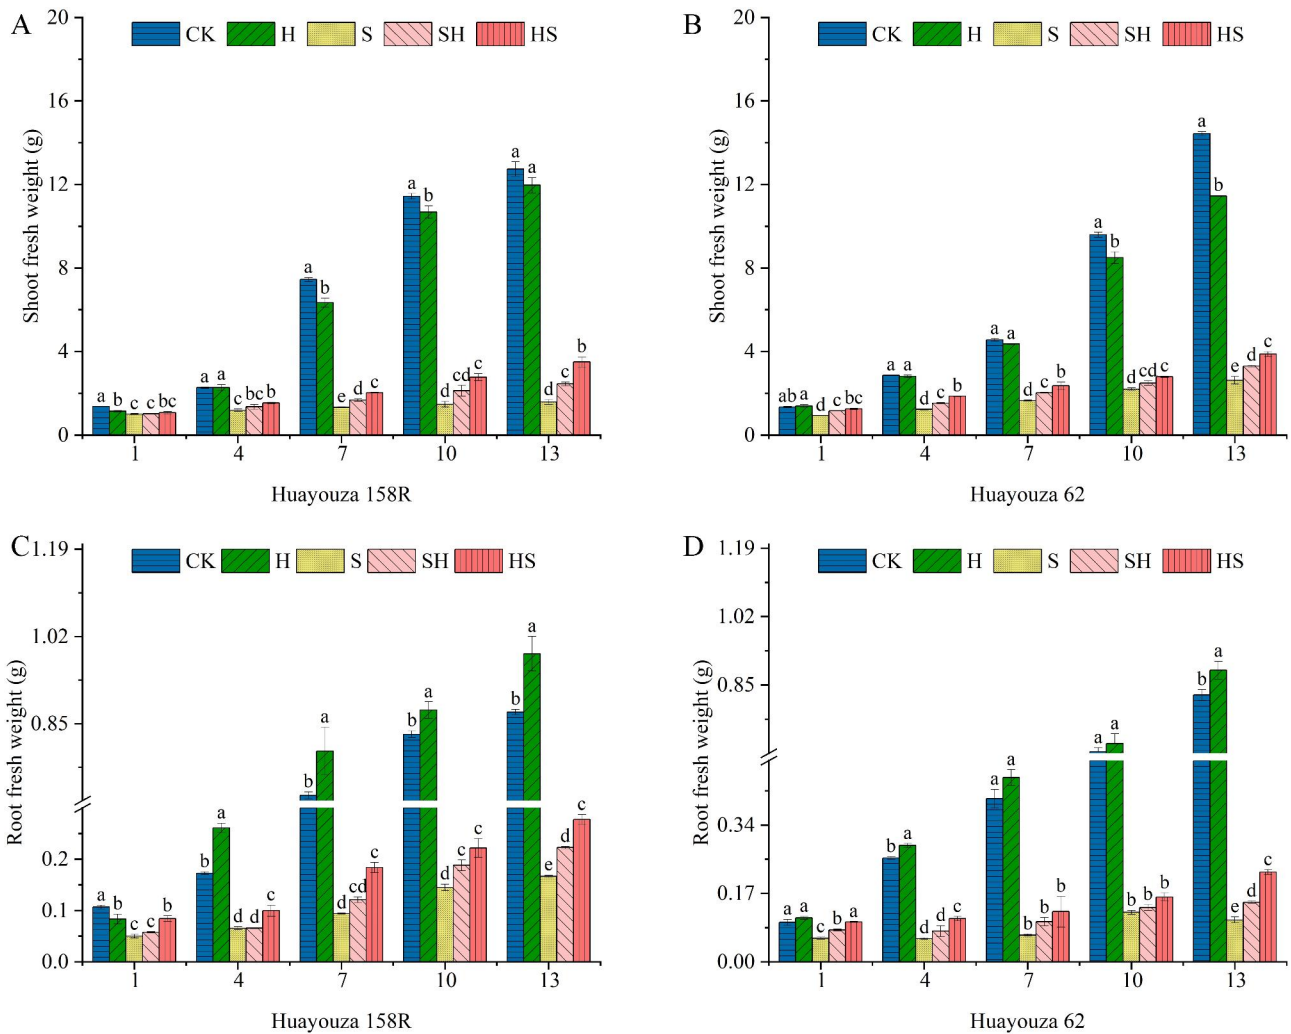 A
CK H S SH HS
20
16
12
8
4
0
Shoot fresh weight (g)
a b c c bc
a a c bc b
a b e d c
a b d cd c
a a d c b
1 4 7 10 13
Huayouza 158R
B
CK H S SH HS
20
16
12
8
4
0
Shoot fresh weight (g)
ab a d c bc
a a d c b
a a d c b
a b d cd c
a b e d c
1 4 7 10 13
Huayouza 62
C
CK H S SH HS
1.19
1.02
0.85
0.2
0.1
0.0
Root fresh weight (g)
a b c c b
b a d d c
b a d cd c
b a d c c
b a e d c
1 4 7 10 13
Huayouza 158R
D
CK H S SH HS
1.19
1.02
0.85
0.34
0.17
0.00
Root fresh weight (g)
a a c a a
b a d d c
a a b b b
a a b b b
b a e d c
1 4 7 10 13
Huayouza 62